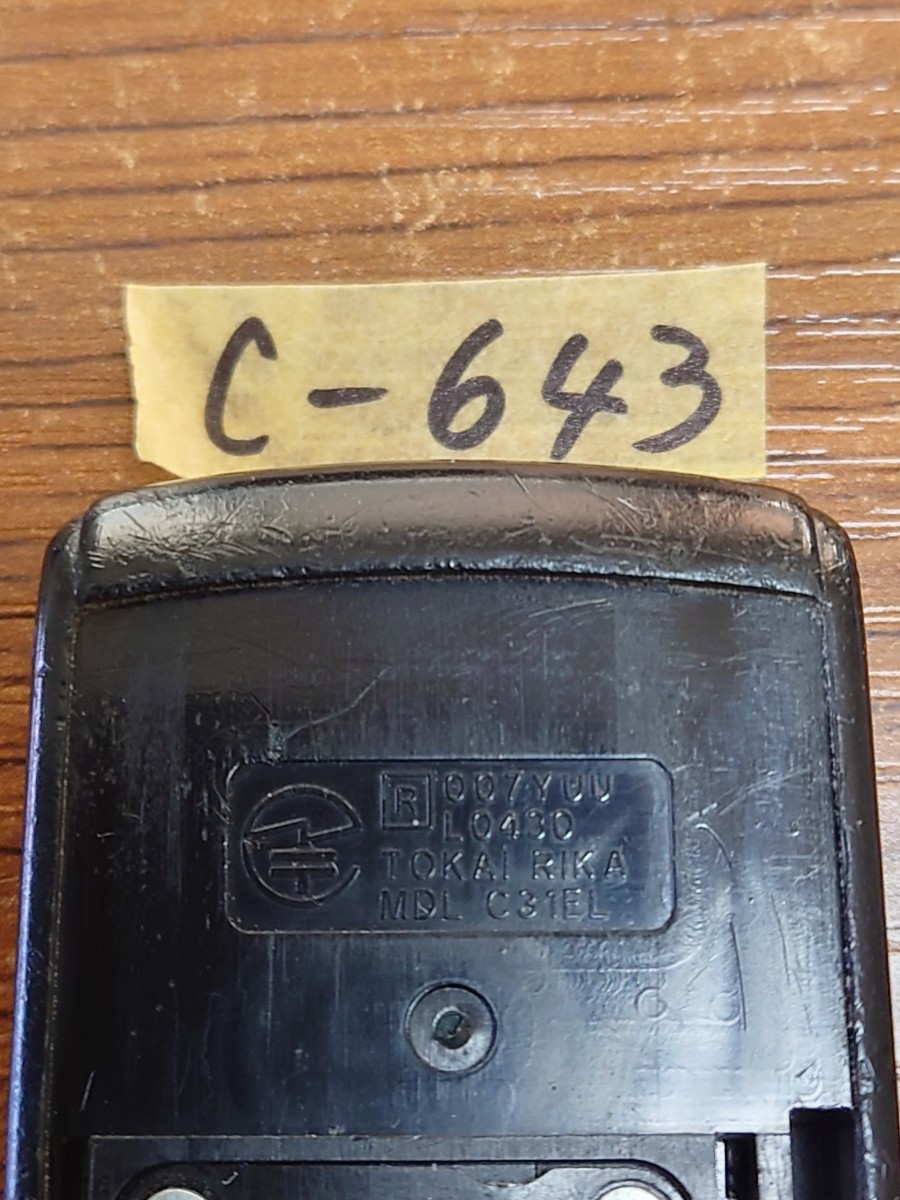 C-643
R 007YUU
L0430
TOKAI RIKA
MDL C31EL